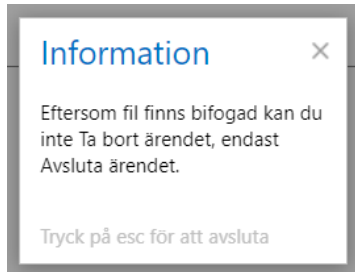 Information
Eftersom fil finns bifogad kan du
inte Ta bort ärendet, endast
Avsluta ärendet.
Tryck på esc för att avsluta